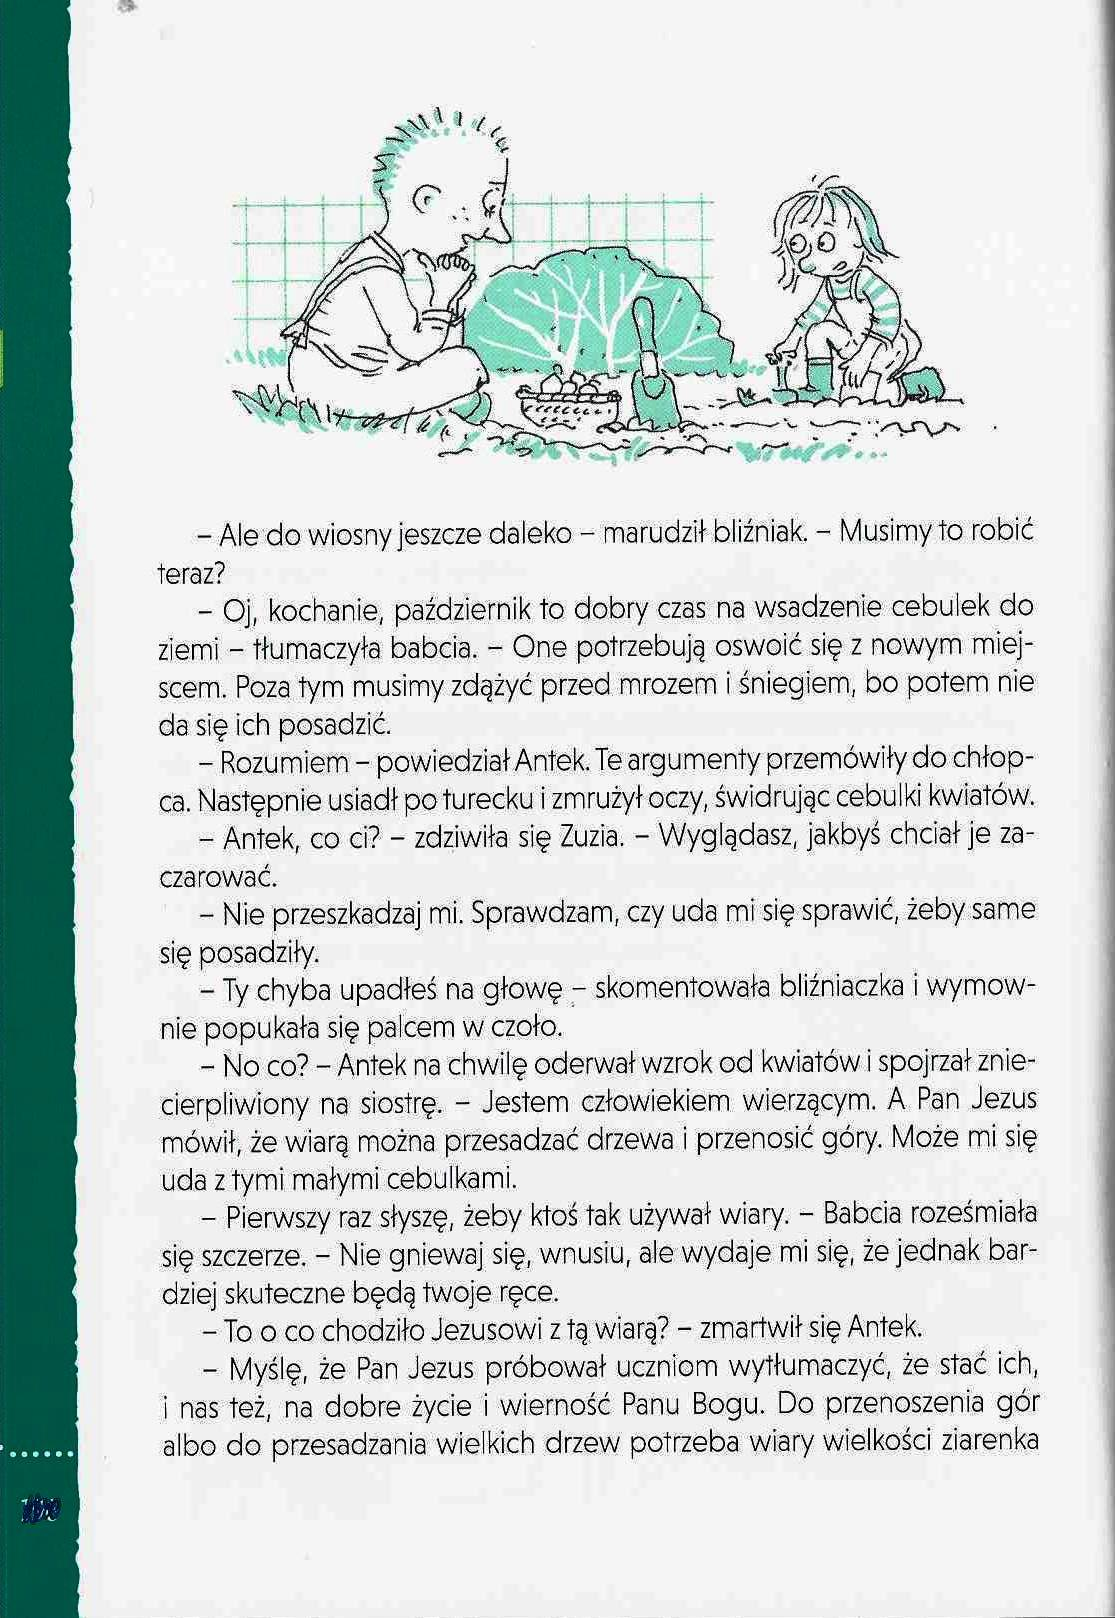 – Ale do wiosny jeszcze daleko – marudził bliźniak. – Musimy to robić
teraz?
– Oj, kochanie, październik to dobry czas na wsadzenie cebulek do
ziemi – tłumaczyła babcia. – One potrzebują oswoić się z nowym miej-
scem. Poza tym musimy zdążyć przed mrozem i śniegiem, bo potem nie
da się ich posadzić.
– Rozumiem – powiedział Antek. Te argumenty przemówiły do chłop-
ca. Następnie usiadł po turecku i zmrużył oczy, świdrując cebulki kwiatów.
– Antek, co ci? – zdziwiła się Zuzia. – Wyglądasz, jakbyś chciał je za-
czarować.
– Nie przeszkadzaj mi. Sprawdzam, czy uda mi się sprawić, żeby same
się posadziły.
– Ty chyba upadłeś na głowę – skomentowała bliźniaczka i wymow-
nie popukała się palcem w czoło.
– No co? – Antek na chwilę oderwał wzrok od kwiatów i spojrzał znie-
cierpliwiony na siostrę. – Jestem człowiekiem wierzącym. A Pan Jezus
mówił, że wiarą można przesadzać drzewa i przenosić góry. Może mi się
uda z tymi małymi cebulkami.
– Pierwszy raz słyszę, żeby ktoś tak używał wiary. – Babcia roześmiała
się szczerze. – Nie gniewaj się, wnusiu, ale wydaje mi się, że jednak bar-
dziej skuteczne będą twoje ręce.
– To o co chodziło Jezusowi z tą wiarą? – zmartwił się Antek.
– Myślę, że Pan Jezus próbował uczniom wytłumaczyć, że stać ich,
i nas też, na dobre życie i wierność Panu Bogu. Do przenoszenia gór
albo do przesadzania wielkich drzew potrzeba wiary wielkości ziarenka